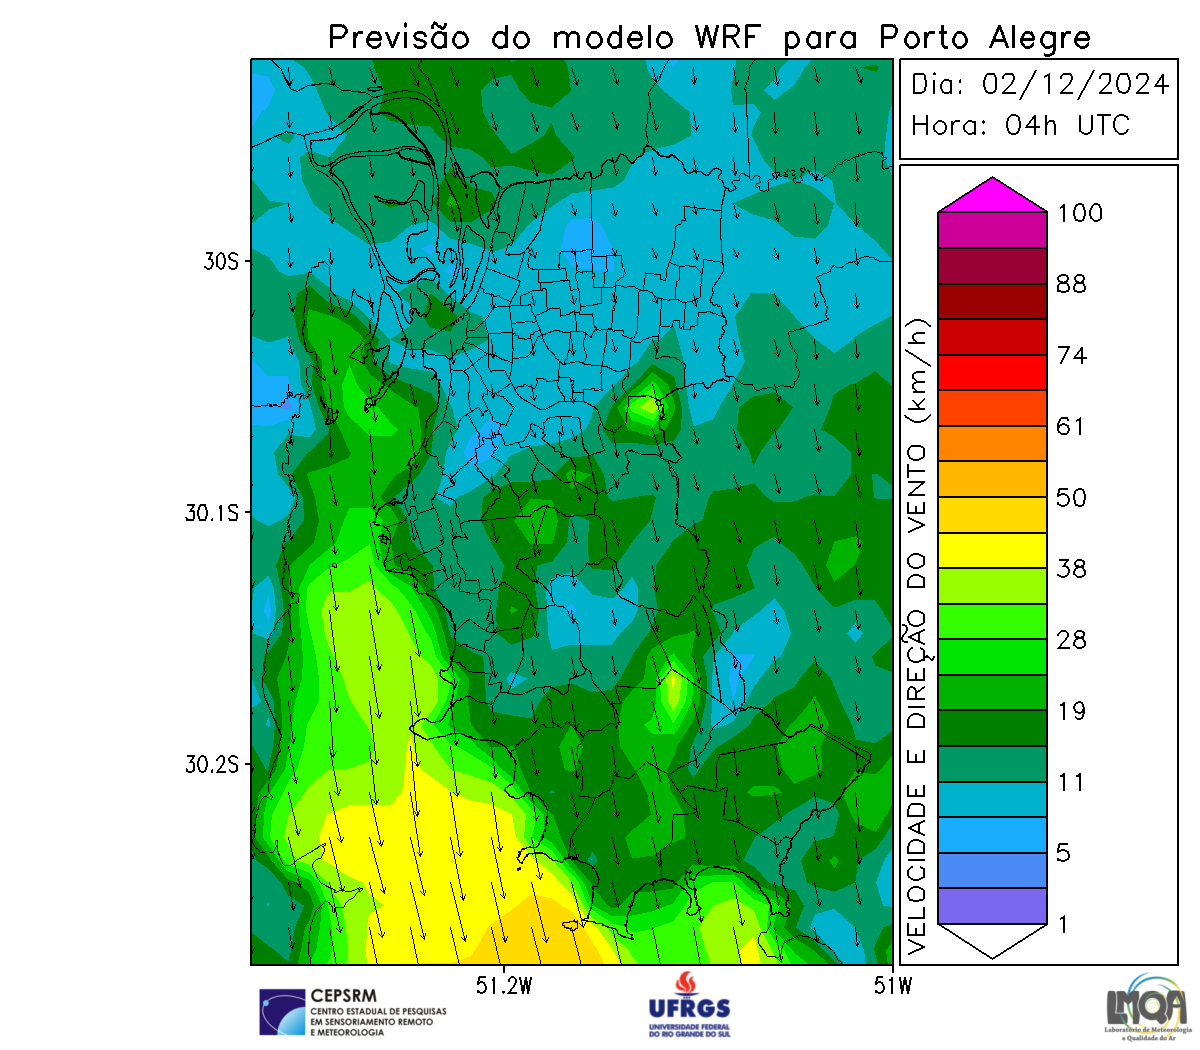 Previsão do modelo WRF para Porto Alegre
Dia: 02/12/2024
Hora: 04h UTC
30S
30.1S
30.2S
51.2W
51W
VELOCIDADE E DIREÇÃO DO VENTO (km/h)
100
88
74
61
50
38
28
19
11
5
1
CEPSRM
CENTRO ESTADUAL DE PESQUISAS
EM SENSORIAMENTO REMOTO
E METEOROLOGIA
UFRGS
UNIVERSIDADE FEDERAL
DO RIO GRANDE DO SUL
LMQA
Laboratório de Meteorologia
e Qualidade do Ar